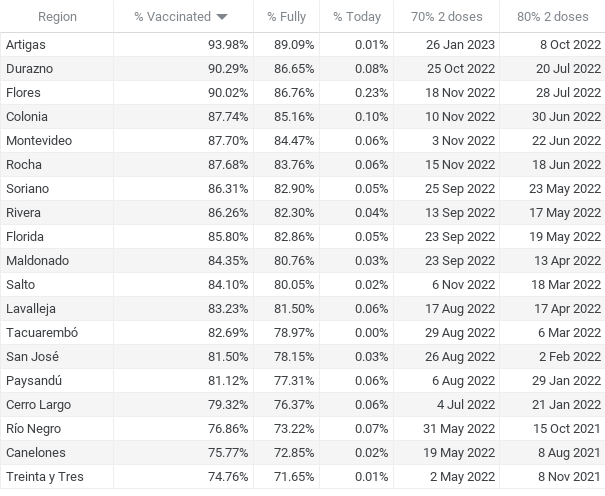 Region % Vaccinated % Fully % Today 70% 2 doses 80% 2 doses
Artigas 93.98% 89.09% 0.01% 26 Jan 2023 8 Oct 2022
Durazno 90.29% 86.65% 0.08% 25 Oct 2022 20 Jul 2022
Flores 90.02% 86.76% 0.23% 18 Nov 2022 28 Jul 2022
Colonia 87.74% 85.16% 0.10% 10 Nov 2022 30 Jun 2022
Montevideo 87.70% 84.47% 0.06% 3 Nov 2022 22 Jun 2022
Rocha 87.68% 83.76% 0.06% 15 Nov 2022 18 Jun 2022
Soriano 86.31% 82.90% 0.05% 25 Sep 2022 23 May 2022
Rivera 86.26% 82.30% 0.04% 13 Sep 2022 17 May 2022
Florida 85.80% 82.86% 0.05% 23 Sep 2022 19 May 2022
Maldonado 84.35% 80.76% 0.03% 23 Sep 2022 13 Apr 2022
Salto 84.10% 80.05% 0.02% 6 Nov 2022 18 Mar 2022
Lavalleja 83.23% 81.50% 0.06% 17 Aug 2022 17 Apr 2022
Tacuarembó 82.69% 78.97% 0.00% 29 Aug 2022 6 Mar 2022
San José 81.50% 78.15% 0.03% 26 Aug 2022 2 Feb 2022
Paysandú 81.12% 77.31% 0.06% 6 Aug 2022 29 Jan 2022
Cerro Largo 79.32% 76.37% 0.06% 4 Jul 2022 21 Jan 2022
Río Negro 76.86% 73.22% 0.07% 31 May 2022 15 Oct 2021
Canelones 75.77% 72.85% 0.02% 19 May 2022 8 Aug 2021
Treinta y Tres 74.76% 71.65% 0.01% 2 May 2022 8 Nov 2021